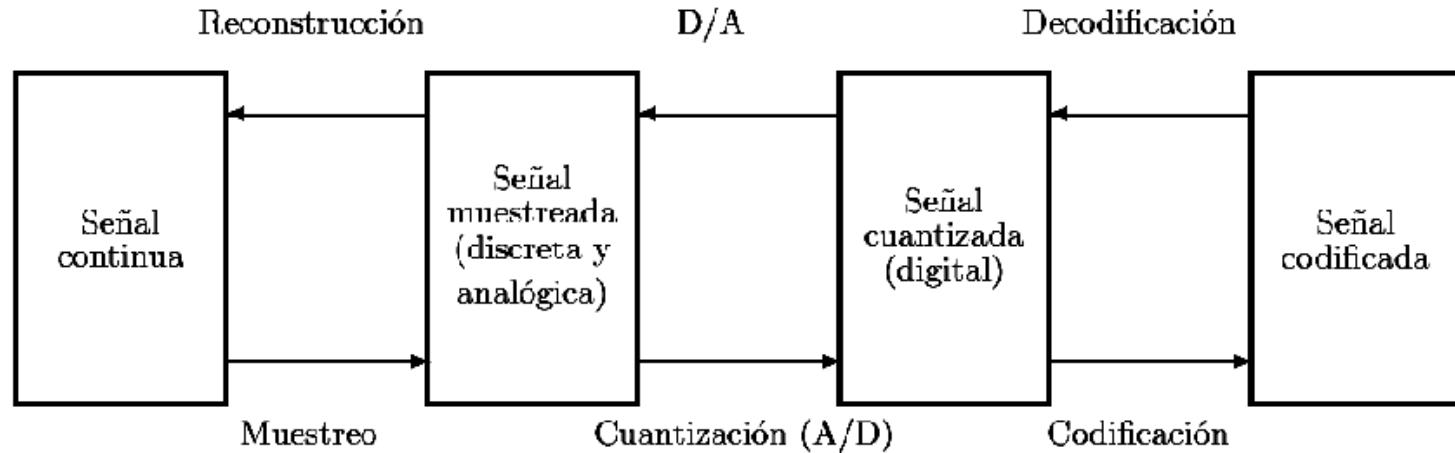 Reconstrucción
D/A
Decodificación
Señal
continua
Señal
muestreada
(discreta y
analógica)
Señal
cuantizada
(digital)
Señal
codificada
Muestreo
Cuantización (A/D)
Codificación